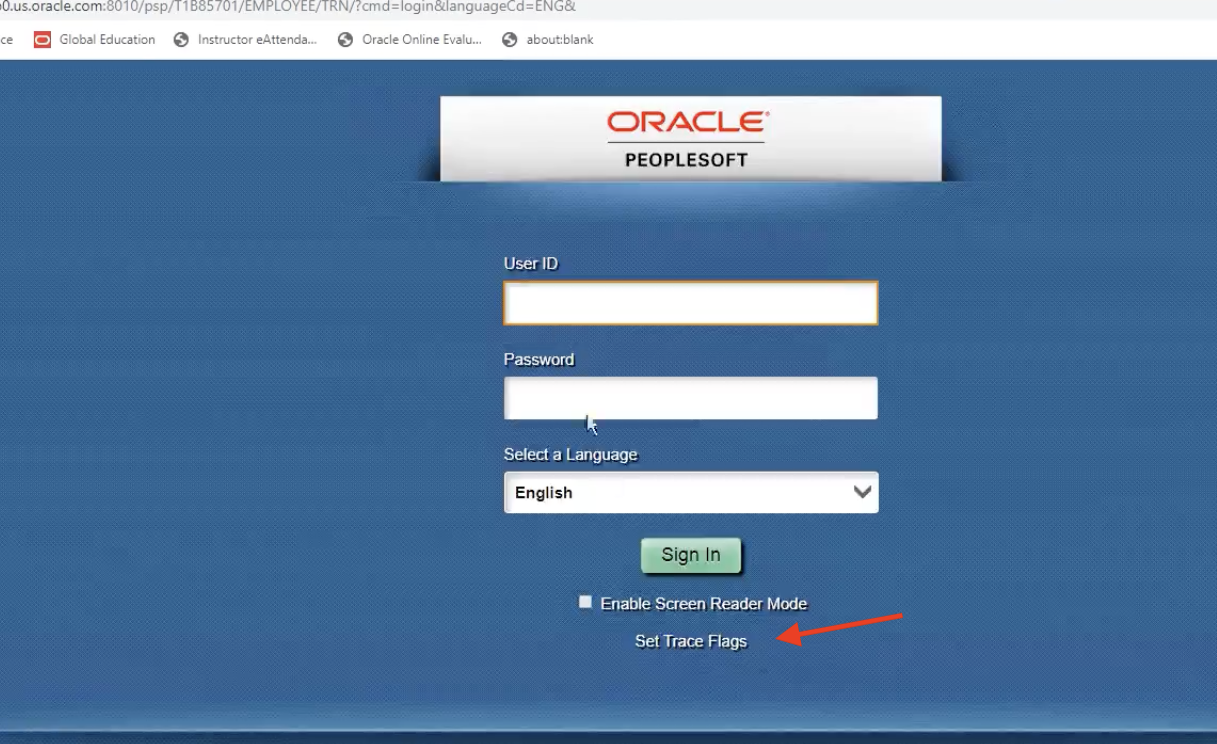 0.us.oracle.com:8010/psp/T1B85701/EMPLOYEE/TRN/?cmd=login&languageCd=ENG&
ce Global Education Instructor eAttenda... Oracle Online Evalu... about:blank
ORACLE
PEOPLESOFT
User ID
Password
Select a Language
English
Sign In
Enable Screen Reader Mode
Set Trace Flags